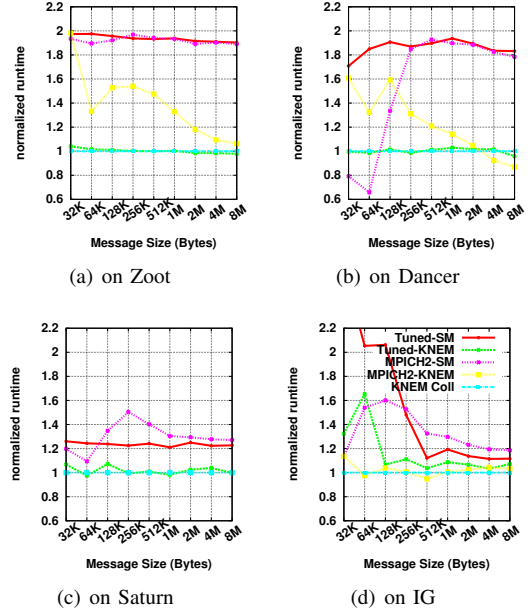 2.2
2
1.8
1.6
1.4
1.2
1
0.8
0.6
normalized runtime
32K 64K 128K 256K 512K 1M 2M 4M 8M
Message Size (Bytes)
(a) on Zoot
2.2
2
1.8
1.6
1.4
1.2
1
0.8
0.6
normalized runtime
32K 64K 128K 256K 512K 1M 2M 4M 8M
Message Size (Bytes)
(b) on Dancer
2.2
2
1.8
1.6
1.4
1.2
1
0.8
0.6
normalized runtime
32K 64K 128K 256K 512K 1M 2M 4M 8M
Message Size (Bytes)
(c) on Saturn
2.2
2
1.8
1.6
1.4
1.2
1
0.8
0.6
normalized runtime
Tuned-SM
Tuned-KNEM
MPICH2-SM
MPICH2-KNEM
KNEM Coll
32K 64K 128K 256K 512K 1M 2M 4M 8M
Message Size (Bytes)
(d) on IG